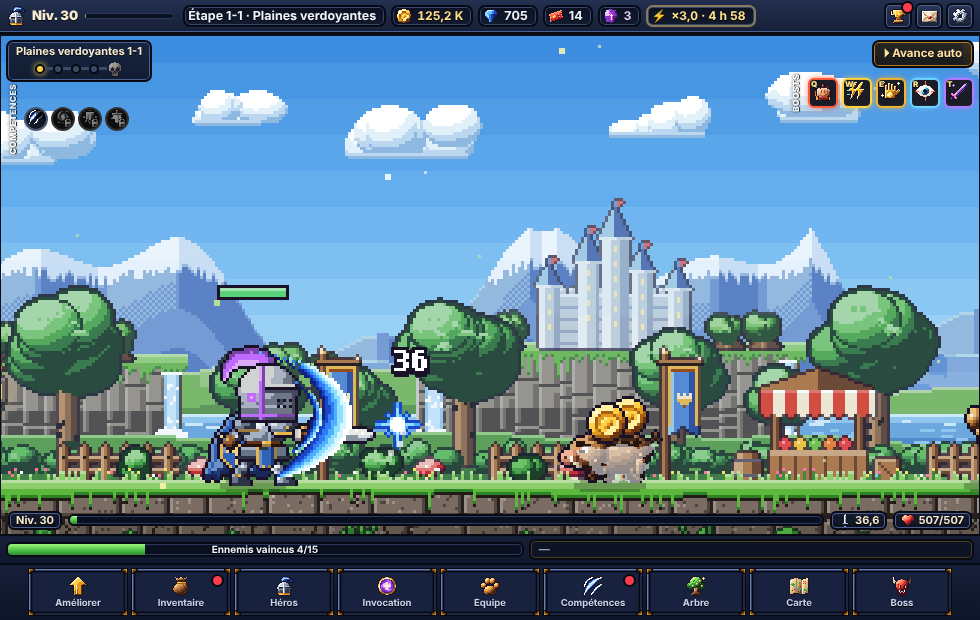 Niv. 30
Étape 1-1 · Plaines verdoyantes
125,2 K
705
14
3
×3,0 · 4 h 58
Plaines verdoyantes 1-1
Avance auto
COMPÉTENCES
BOOSTS
Q
W
E
R
T
36
Niv. 30
36,6
507/507
Ennemis vaincus 4/15
—
Améliorer
Inventaire
Héros
Invocation
Equipe
Compétences
Arbre
Carte
Boss